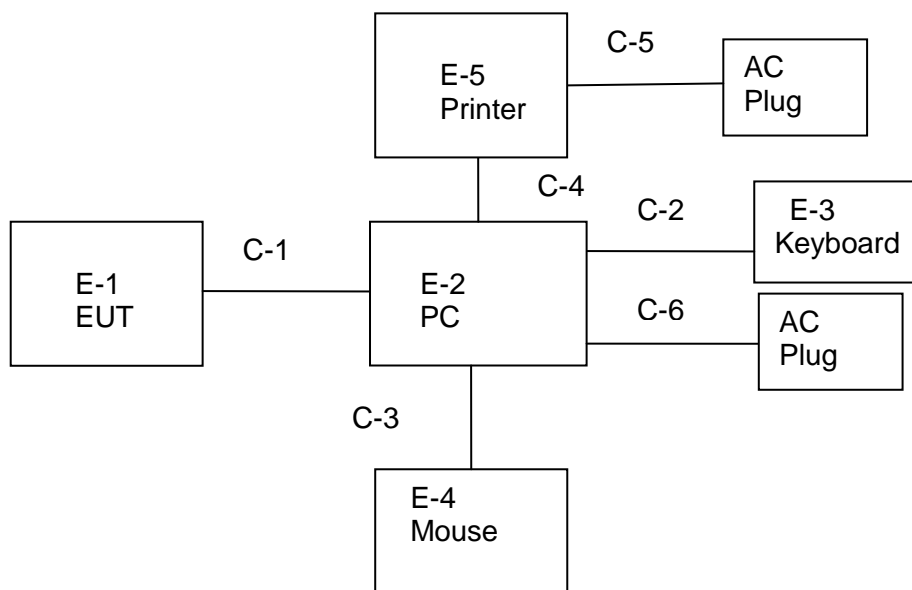 C-5
E-5
Printer
AC
Plug
C-4
C-2
E-3
Keyboard
C-1
E-1
EUT
E-2
PC
C-6
AC
Plug
C-3
E-4
Mouse